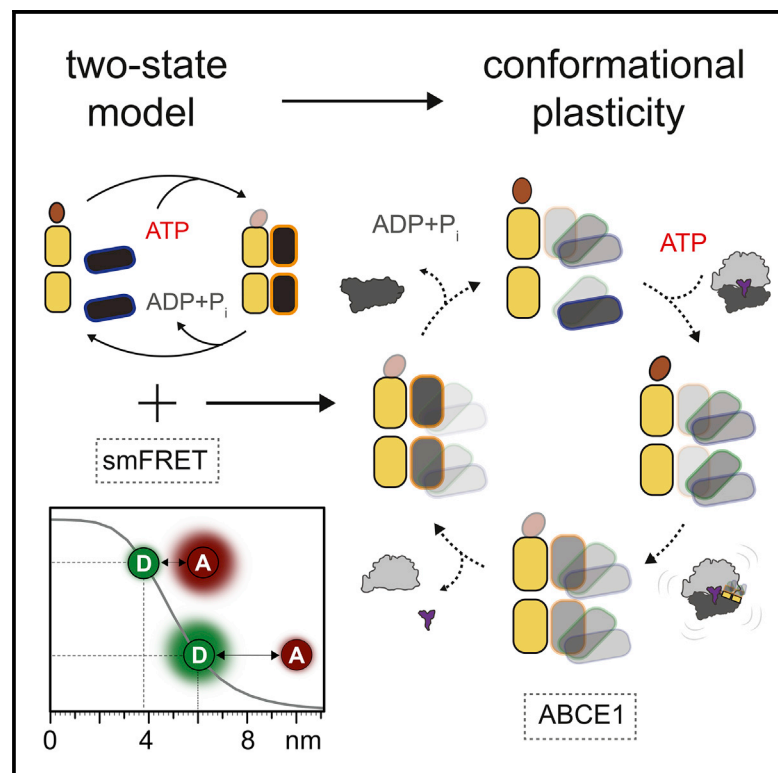 two-state
model
conformational
plasticity
ATP
ADP+Pi
ADP+Pi
ATP
smFRET
D
A
D
A
0
4
8
nm
ABCE1